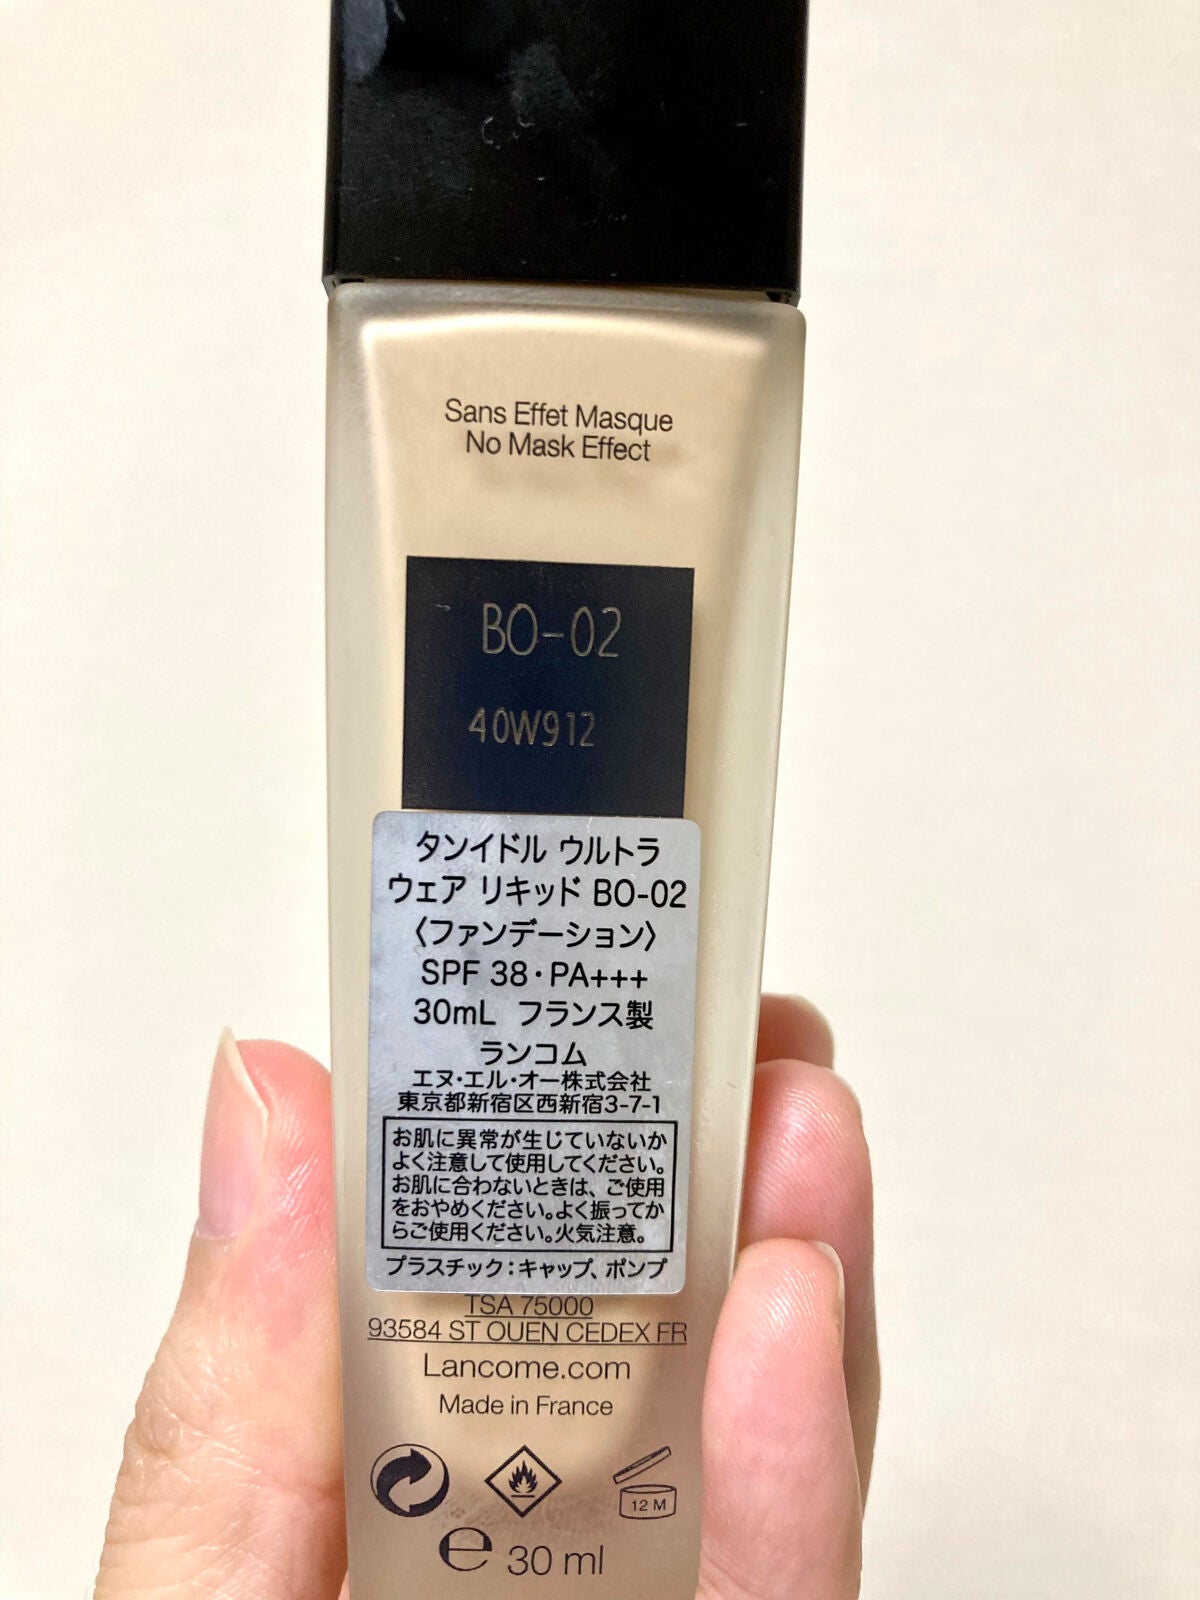 Sans Effet Masque
No Mask Effect
BO-02
40W912
タンイドル ウルトラ
ウェア リキッド BO-02
〈ファンデーション〉
SPF 38・PA+++
30mL フランス製
ランコム
エヌ・エル・オー株式会社
東京都新宿区西新宿3-7-1
お肌に異常が生じていないか
よく注意して使用してください。
お肌に合わないときは、ご使用
をおやめください。よく振ってか
らご使用ください。火気注意。
プラスチック：キャップ、ポンプ
TSA 75000
93584 ST OUEN CEDEX FR
Lancome.com
Made in France
12 M
e 30 ml